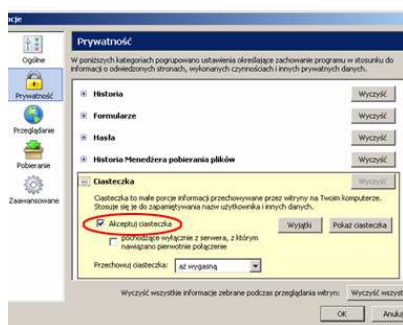 cje
Prywatność
Ogólne
Prywatność
Przeglądanie
Pobieranie
Zaawansowane
W poniższych kategoriach pogrupowano ustawienia określające zachowanie programu w stosunku do
informacji o odwiedzonych stronach, wykonanych czynnościach i innych prywatnych danych.
Historia Wyczyść
Formularze Wyczyść
Hasła Wyczyść
Historia Menedżera pobierania plików Wyczyść
Ciasteczka Wyczyść
Ciasteczka to małe porcje informacji przechowywane przez witryny na Twoim komputerze.
Stosuje się je do zapamiętywania nazw użytkownika i innych danych.
Akceptuj ciasteczka Wyjątki Pokaż ciasteczka
pochodzące wyłącznie z serwera, z którym
nawiązano pierwotnie połączenie
Przechowuj ciasteczka: aż wygasną
Wyczyść wszystkie informacje zebrane podczas przeglądania witryn: Wyczyść wszyst
OK Anuluj